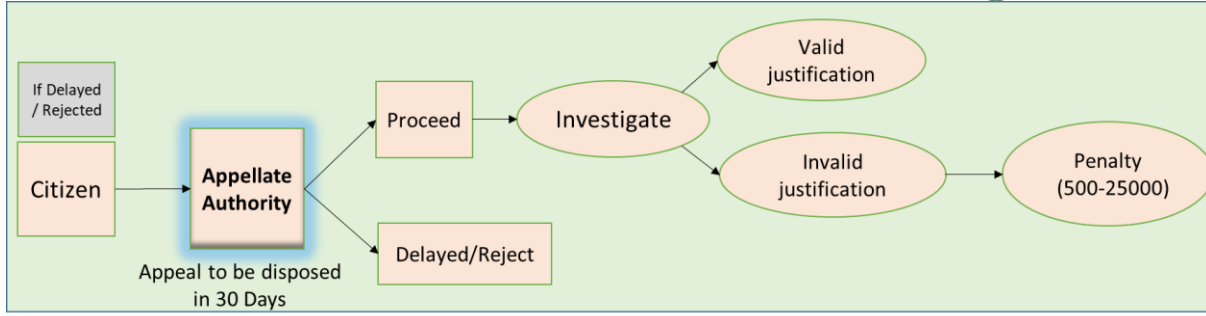 If Delayed
/ Rejected
Citizen
Appellate
Authority
Appeal to be disposed
in 30 Days
Proceed
Delayed/Reject
Investigate
Valid
justification
Invalid
justification
Penalty
(500-25000)